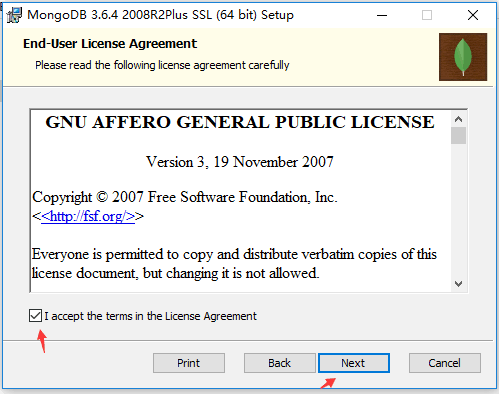 MongoDB 3.6.4 2008R2Plus SSL (64 bit) Setup
End-User License Agreement
Please read the following license agreement carefully
GNU AFFERO GENERAL PUBLIC LICENSE
Version 3, 19 November 2007
Copyright © 2007 Free Software Foundation, Inc.
<<http://fsf.org/>>
Everyone is permitted to copy and distribute verbatim copies of this
license document, but changing it is not allowed.
I accept the terms in the License Agreement
Print Back Next Cancel